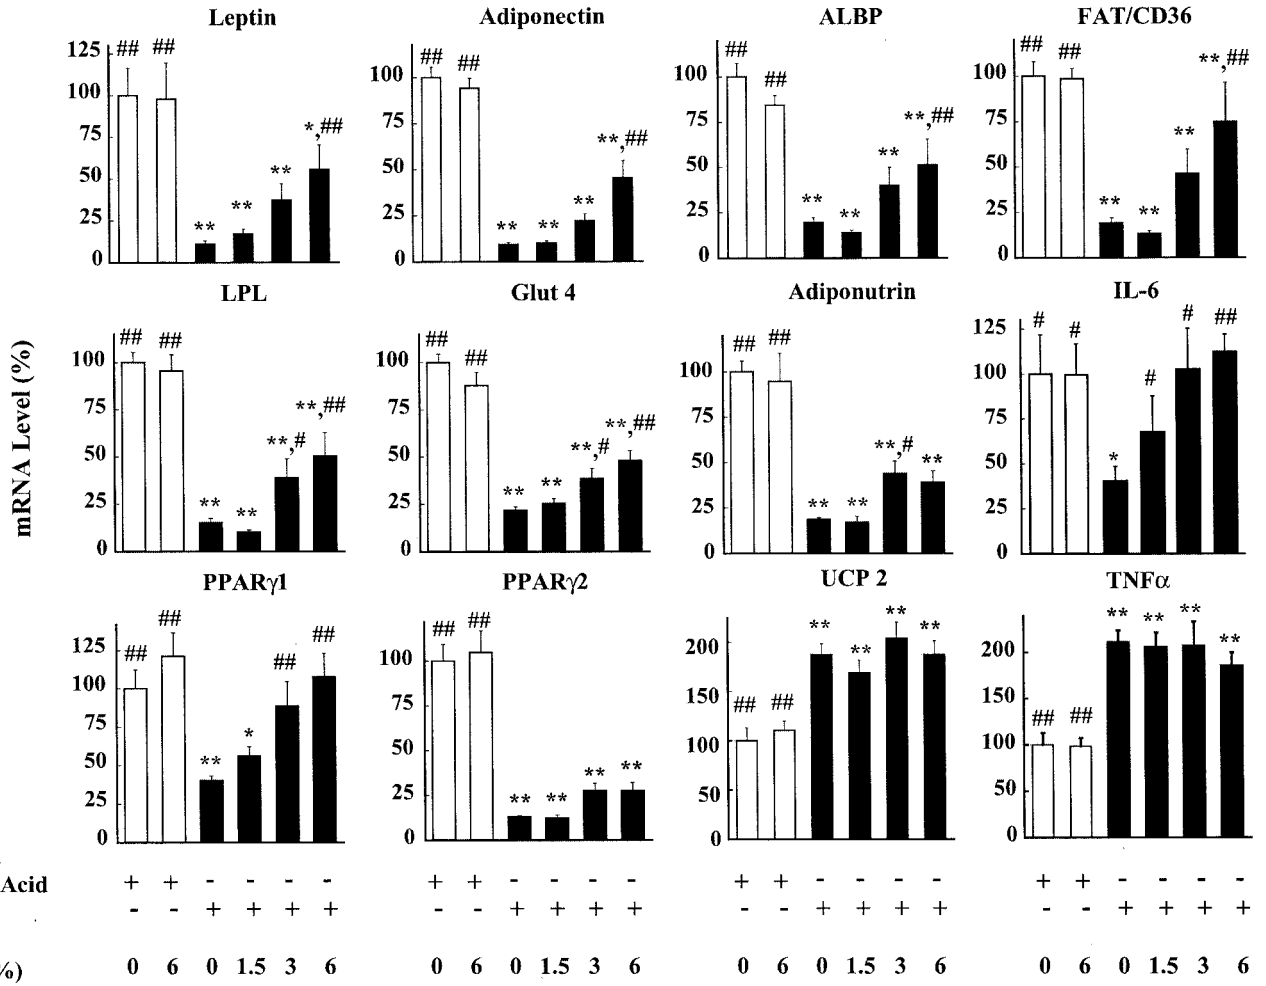 Leptin Adiponectin ALBP FAT/CD36
125 100 75 50 25 0
## ## ** ** ** *,##
100 75 50 25 0
## ## ** ** ** **,##
100 75 50 25 0
## ## ** ** ** **,##
100 75 50 25 0
## ## ** ** ** **,##
mRNA Level (%)
LPL Glut 4 Adiponutrin IL-6
100 75 50 25 0
## ## ** ** **,# **,##
100 75 50 25 0
## ## ** ** **,# **,##
100 75 50 25 0
## ## ** ** **,# **
125 100 75 50 25 0
# # * # # ##
PPARγ1 PPARγ2 UCP 2 TNFα
125 100 75 50 25 0
## ## ** * ## ##
100 75 50 25 0
## ## ** ** ** **
200 150 100 50 0
## ## ** ** ** **
200 150 100 50 0
## ## ** ** ** **
Acid + + - - - - + + - - - - + + - - - - + + - - - -
- - + + + + - - + + + + - - + + + + - - + + + +
%) 0 6 0 1.5 3 6 0 6 0 1.5 3 6 0 6 0 1.5 3 6 0 6 0 1.5 3 6